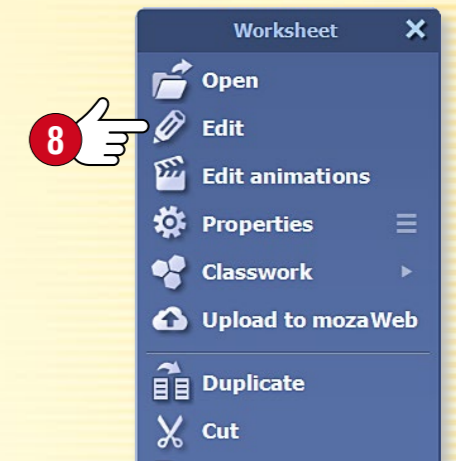 Worksheet
Open
8
Edit
Edit animations
Properties
Classwork
Upload to mozaWeb
Duplicate
Cut